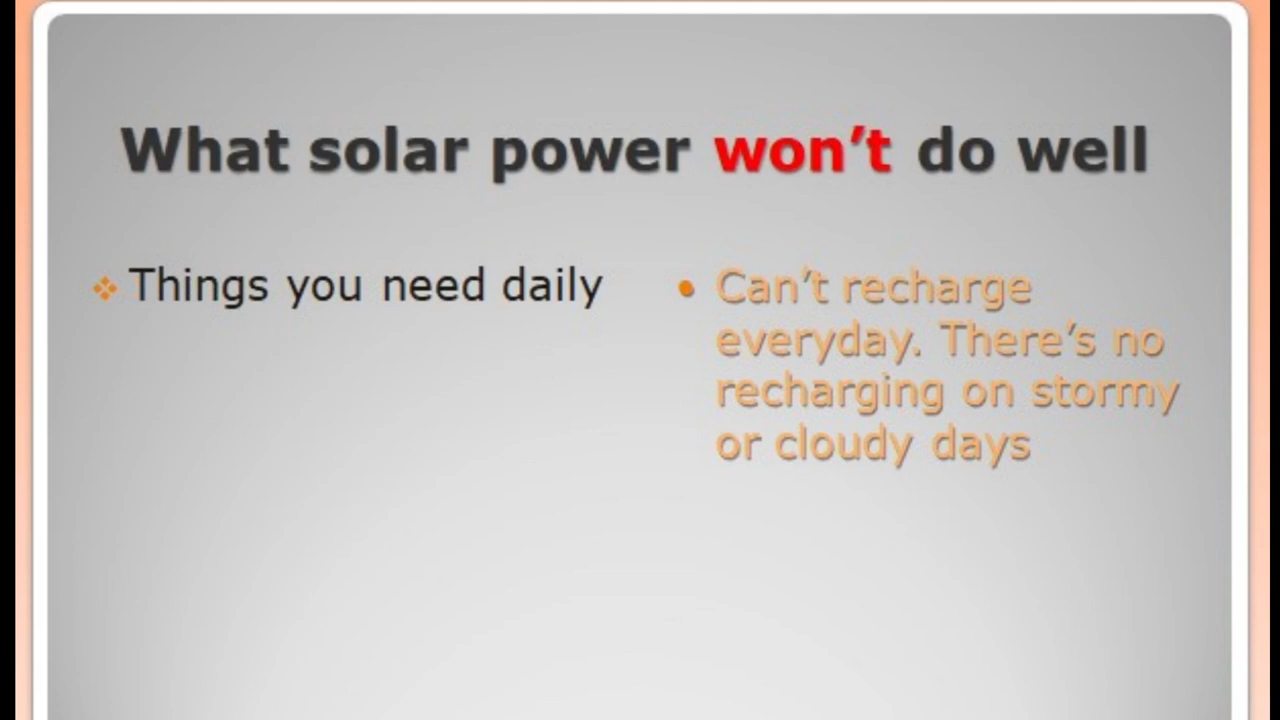 What solar power won’t do well
Things you need daily
Can’t recharge
everyday. There’s no
recharging on stormy
or cloudy days